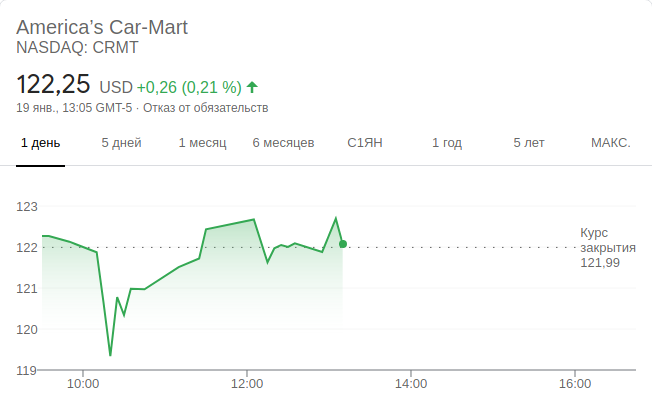 America’s Car-Mart
NASDAQ: CRMT
122,25 USD +0,26 (0,21 %)
19 янв., 13:05 GMT-5 · Отказ от обязательств
1 день 5 дней 1 месяц 6 месяцев С1ЯН 1 год 5 лет МАКС.
123
122
121
120
119
Курс
закрытия
121,99
10:00 12:00 14:00 16:00